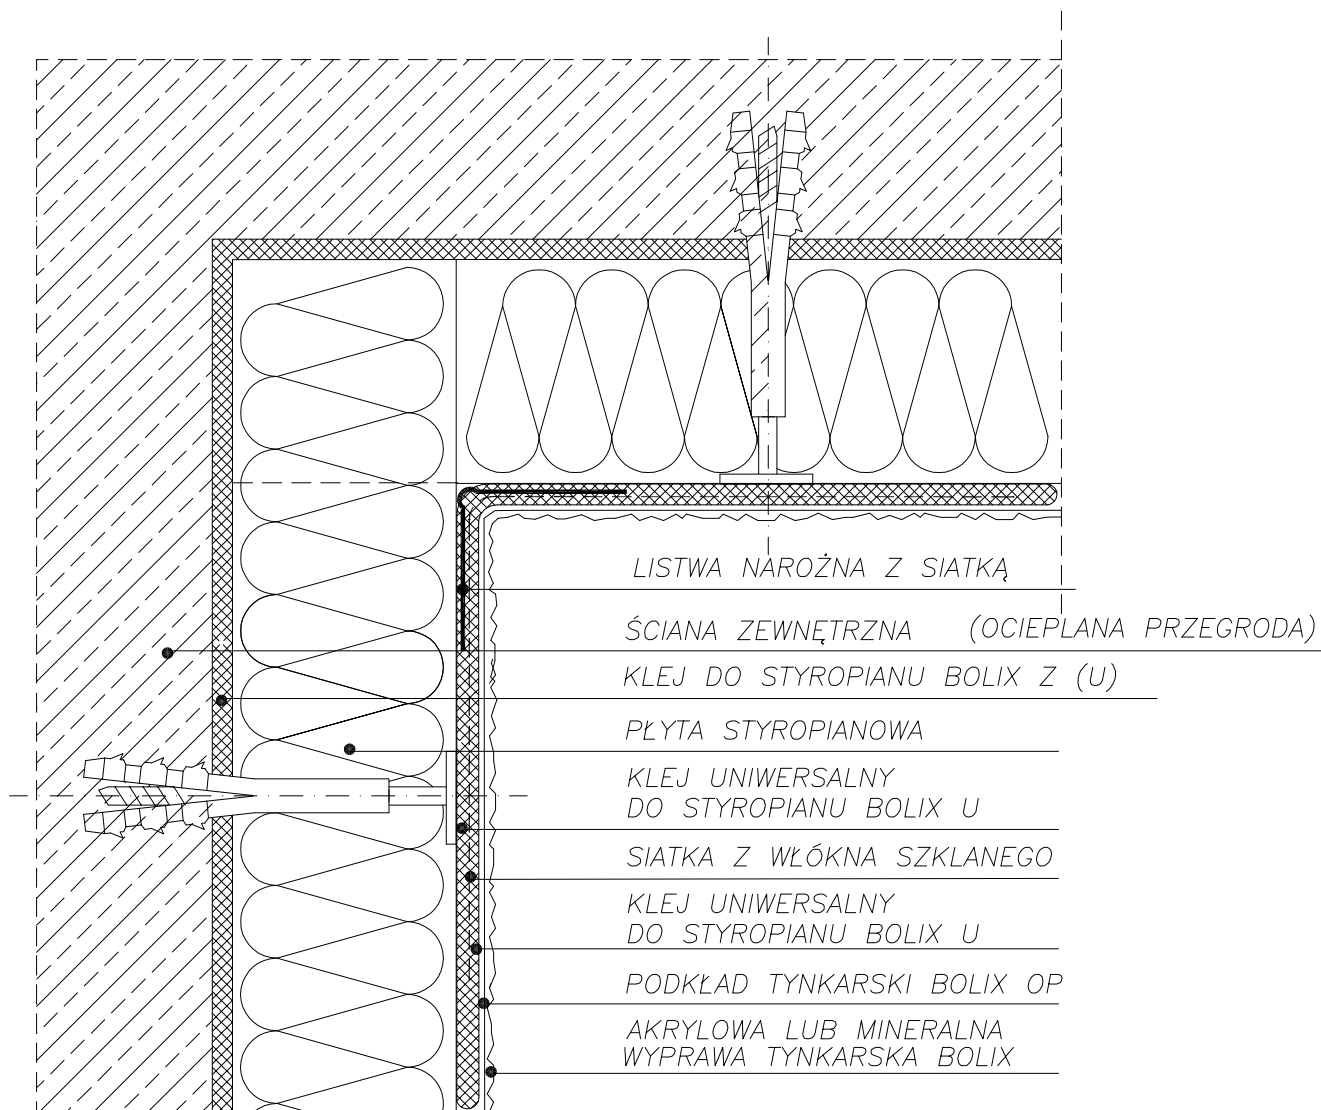 LISTWA NAROŻNA Z SIATKĄ
ŚCIANA ZEWNĘTRZNA (OCIEPLANA PRZEGRODA)
KLEJ DO STYROPIANU BOLIX Z (U)
PŁYTA STYROPIANOWA
KLEJ UNIWERSALNY
DO STYROPIANU BOLIX U
SIATKA Z WŁÓKNA SZKLANEGO
KLEJ UNIWERSALNY
DO STYROPIANU BOLIX U
PODKŁAD TYNKARSKI BOLIX OP
AKRYLOWA LUB MINERALNA
WYPRAWA TYNKARSKA BOLIX